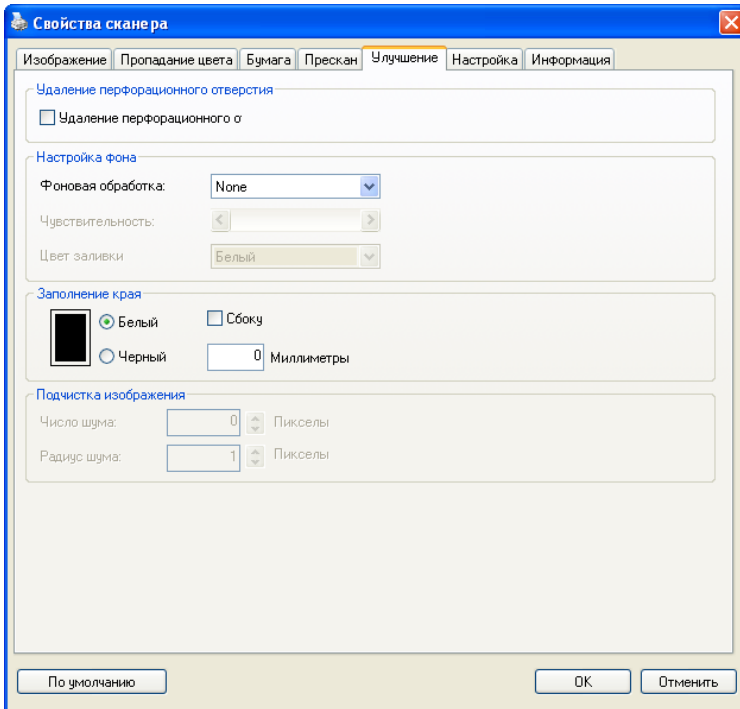 Свойства сканера
Изображение Пропадание цвета Бумага Прескан Улучшение Настройка Информация
Удаление перфорационного отверстия
Удаление перфорационного о
Настройка фона
Фоновая обработка: None
Чувствительность:
Цвет заливки Белый
Заполнение края
Белый Сбоку
Черный 0 Миллиметры
Подчистка изображения
Число шума: 0 Пикселы
Радиус шума: 1 Пикселы
По умолчанию OK Отменить